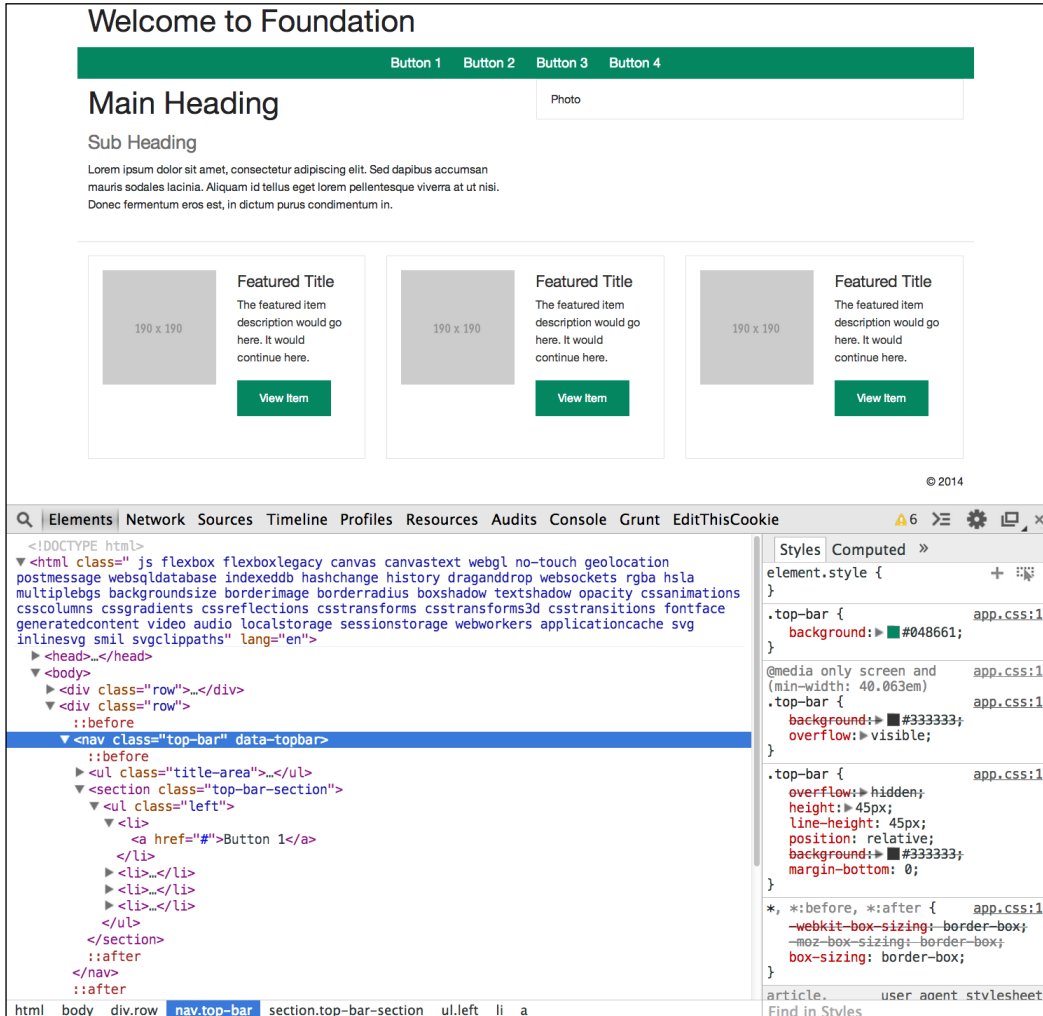 Welcome to Foundation
Button 1 Button 2 Button 3 Button 4
Main Heading
Photo
Sub Heading
Lorem ipsum dolor sit amet, consectetur adipiscing elit. Sed dapibus accumsan
mauris sodales lacinia. Aliquam id tellus eget lorem pellentesque viverra at ut nisi.
Donec fermentum eros est, in dictum purus condimentum in.
190 x 190
Featured Title
The featured item
description would go
here. It would
continue here.
View Item
190 x 190
Featured Title
The featured item
description would go
here. It would
continue here.
View Item
190 x 190
Featured Title
The featured item
description would go
here. It would
continue here.
View Item
© 2014
Elements Network Sources Timeline Profiles Resources Audits Console Grunt EditThisCookie 6
<!DOCTYPE html>
<html class=" js flexbox flexboxlegacy canvas canvastext webgl no-touch geolocation
postmessage websqldatabase indexeddb hashchange history draganddrop websockets rgba hsla
multiplebgs backgroundsize borderimage borderradius boxshadow textshadow opacity cssanimations
csscolumns cssgradients cssreflections csstransforms csstransforms3d csstransitions fontface
generatedcontent video audio localstorage sessionstorage webworkers applicationcache svg
inlinesvg smil svgclippaths" lang="en">
<head>…</head>
<body>
<div class="row">…</div>
<div class="row">
::before
<nav class="top-bar" data-topbar>
::before
<ul class="title-area">…</ul>
<section class="top-bar-section">
<ul class="left">
<li>
<a href="#">Button 1</a>
</li>
<li>…</li>
<li>…</li>
<li>…</li>
</ul>
</section>
::after
</nav>
::after
html body div.row nav.top-bar section.top-bar-section ul.left li a
Styles Computed »
element.style {
}
.top-bar { app.css:1
background: #048661;
}
@media only screen and app.css:1
(min-width: 40.063em)
.top-bar { app.css:1
background: #333333;
overflow: visible;
}
.top-bar { app.css:1
overflow: hidden;
height: 45px;
line-height: 45px;
position: relative;
background: #333333;
margin-bottom: 0;
}
*, *:before, *:after { app.css:1
-webkit-box-sizing: border-box;
-moz-box-sizing: border-box;
box-sizing: border-box;
}
article, user agent stylesheet
Find in Styles